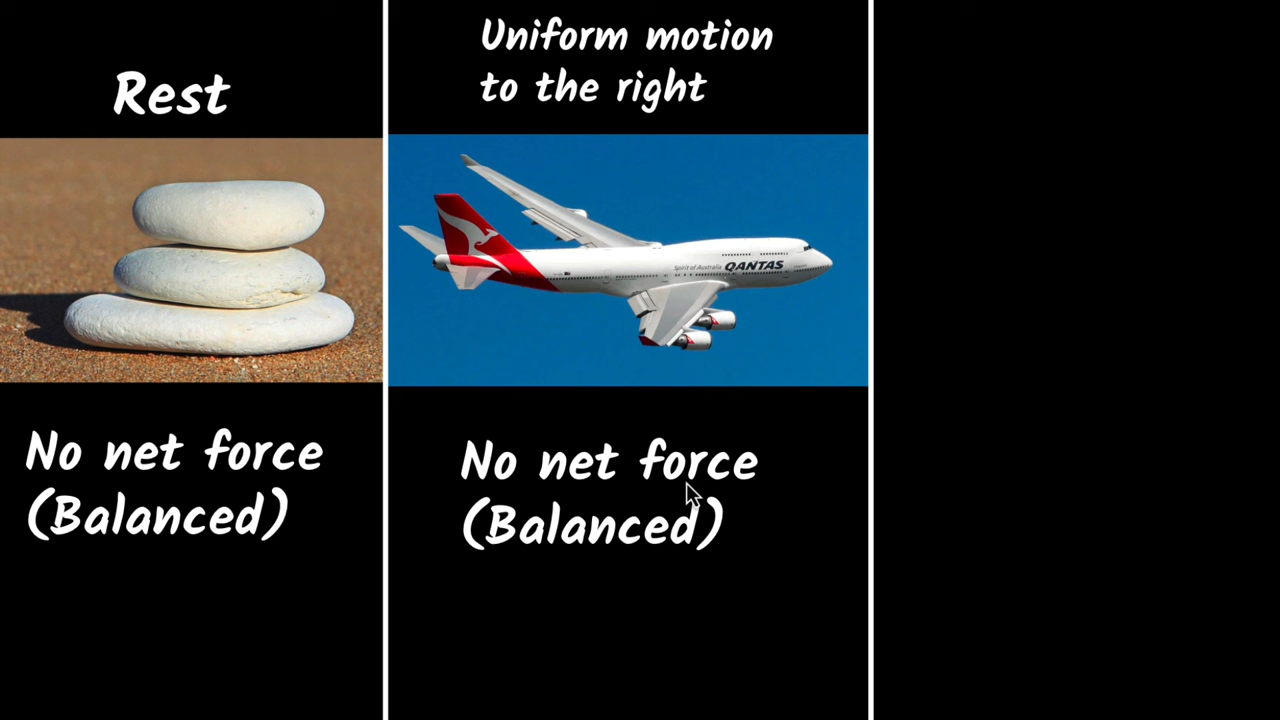 Rest
No net force
(Balanced)
Uniform motion
to the right
Spirit of Australia QANTAS
No net force
(Balanced)